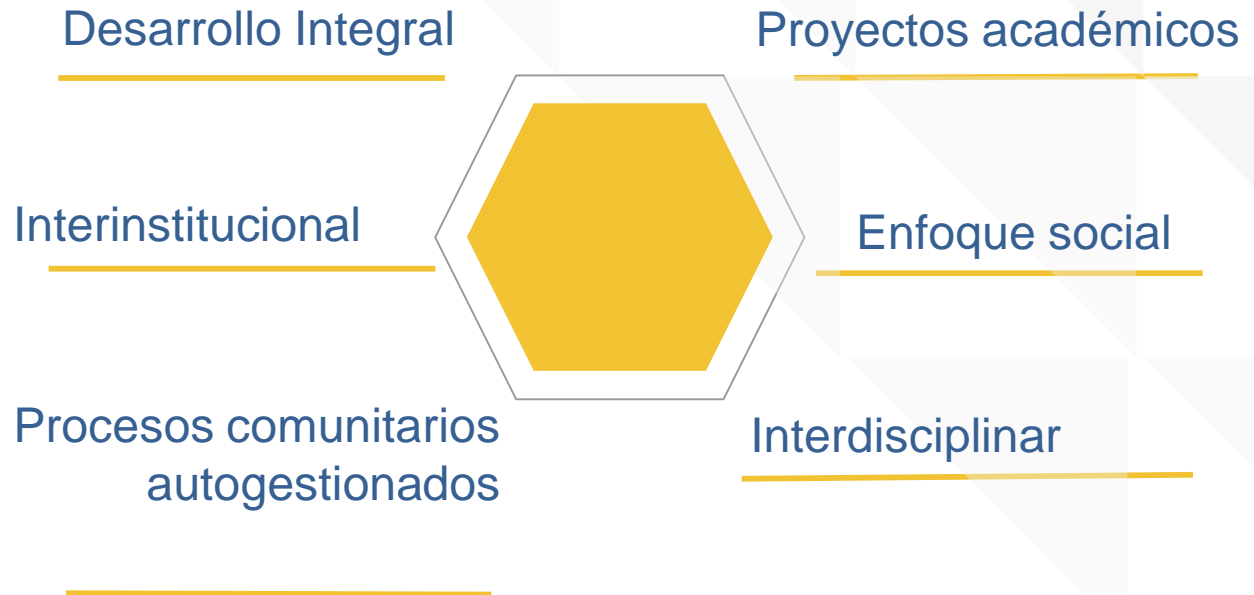 Desarrollo Integral
Proyectos académicos
Interinstitucional
Enfoque social
Procesos comunitarios
autogestionados
Interdisciplinar